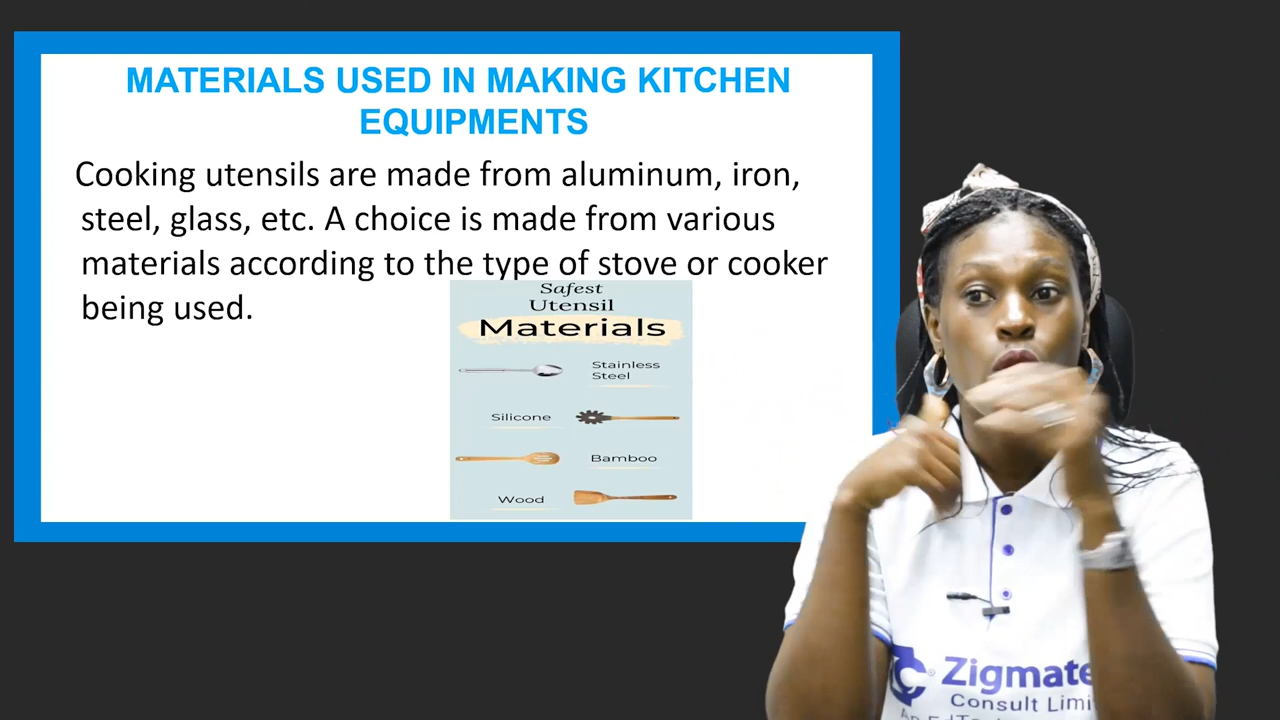 MATERIALS USED IN MAKING KITCHEN
EQUIPMENTS
Cooking utensils are made from aluminum, iron,
steel, glass, etc. A choice is made from various
materials according to the type of stove or cooker
being used.
Safest
Utensil
Materials
Stainless
Steel
Silicone
Bamboo
Wood
Zigmate
Consult Limi